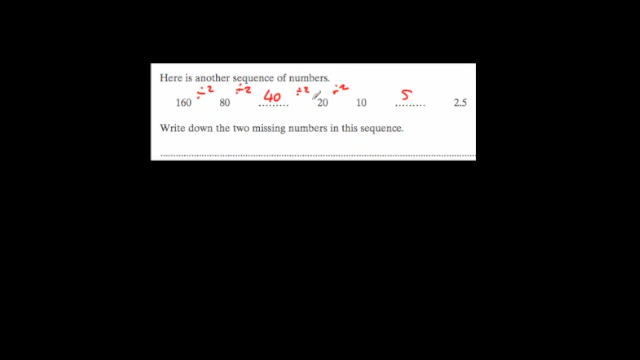 Here is another sequence of numbers.
÷2 ÷2 40 ÷2 ÷2 5
160 80 ......... 20 10 ......... 2.5
Write down the two missing numbers in this sequence.